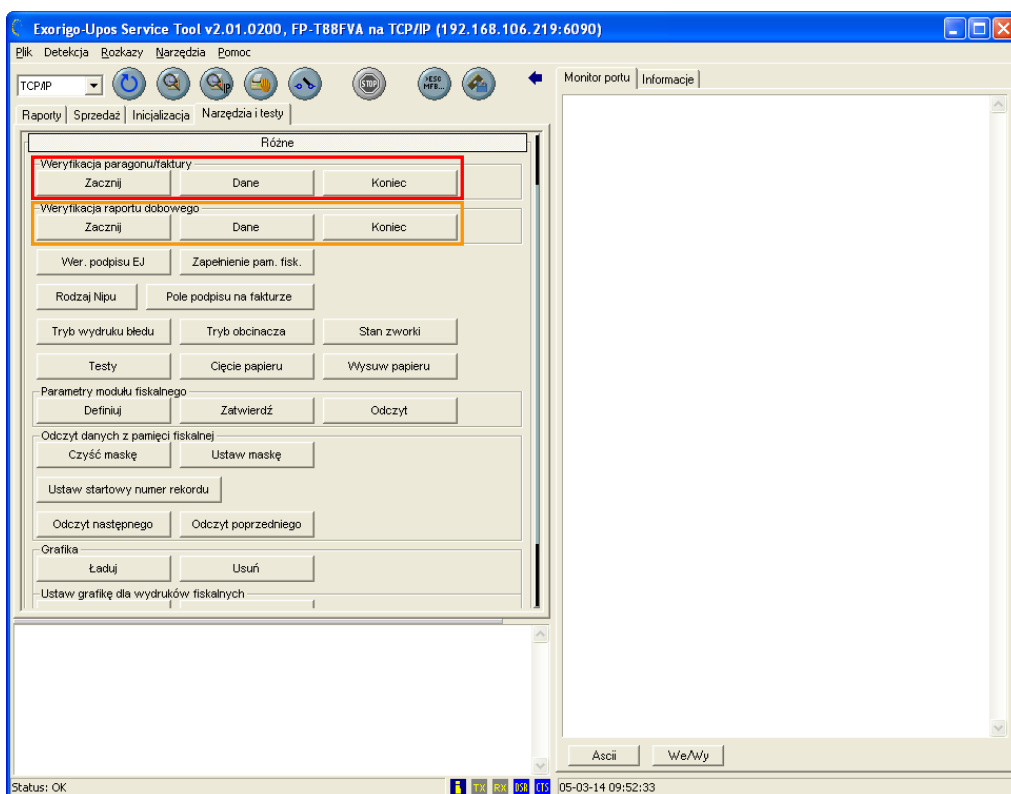 Exorigo-Upos Service Tool v2.01.0200, FP-T88FVA na TCP/IP (192.168.106.219:6090)
Plik Detekcja Rozkazy Narzędzia Pomoc
TCP/IP
IP
STOP
>ESC
MFB...
Monitor portu Informacje
Raporty Sprzedaż Inicjalizacja Narzędzia i testy
Różne
Weryfikacja paragonu/faktury
Zacznij Dane Koniec
Weryfikacja raportu dobowego
Zacznij Dane Koniec
Wer. podpisu EJ Zapełnienie pam. fisk.
Rodzaj Nipu Pole podpisu na fakturze
Tryb wydruku błedu Tryb obcinacza Stan zworki
Testy Cięcie papieru Wysuw papieru
Parametry modułu fiskalnego
Definiuj Zatwierdź Odczyt
Odczyt danych z pamięci fiskalnej
Czyść maskę Ustaw maskę
Ustaw startowy numer rekordu
Odczyt następnego Odczyt poprzedniego
Grafika
Ładuj Usuń
Ustaw grafikę dla wydruków fiskalnych
Ascii We/Wy
Status: OK i TX RX DSR CTS 05-03-14 09:52:33